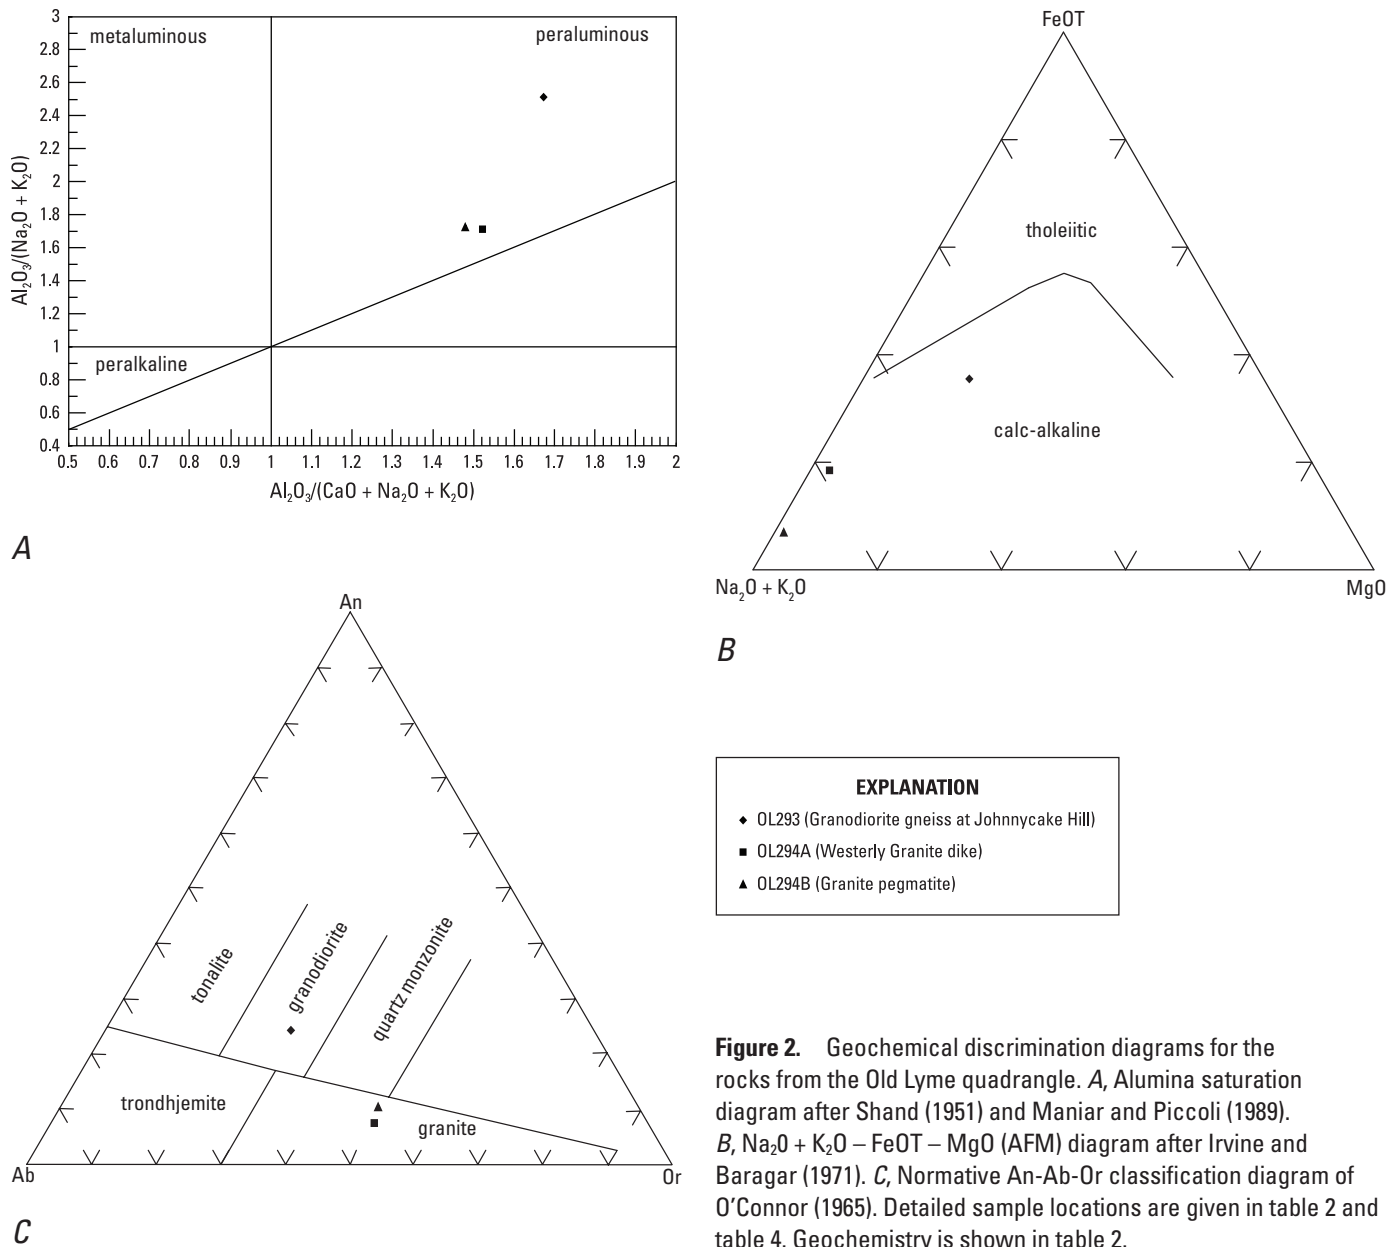 3
2.8
2.6
2.4
2.2
2
1.8
1.6
1.4
1.2
1
0.8
0.6
0.4
Al₂O₃/(Na₂O + K₂O)
metaluminous
peraluminous
peralkaline
0.5 0.6 0.7 0.8 0.9 1 1.1 1.2 1.3 1.4 1.5 1.6 1.7 1.8 1.9 2
Al₂O₃/(CaO + Na₂O + K₂O)
A
FeOT
tholeiitic
calc-alkaline
Na₂O + K₂O
MgO
B
An
tonalite
granodiorite
quartz monzonite
trondhjemite
granite
Ab
Or
C
EXPLANATION
OL293 (Granodiorite gneiss at Johnnycake Hill)
OL294A (Westerly Granite dike)
OL294B (Granite pegmatite)
Figure 2. Geochemical discrimination diagrams for the
rocks from the Old Lyme quadrangle. A, Alumina saturation
diagram after Shand (1951) and Maniar and Piccoli (1989).
B, Na₂0 + K₂O – FeOT – MgO (AFM) diagram after Irvine and
Baragar (1971). C, Normative An-Ab-Or classification diagram of
O'Connor (1965). Detailed sample locations are given in table 2 and
table 4. Geochemistry is shown in table 2.